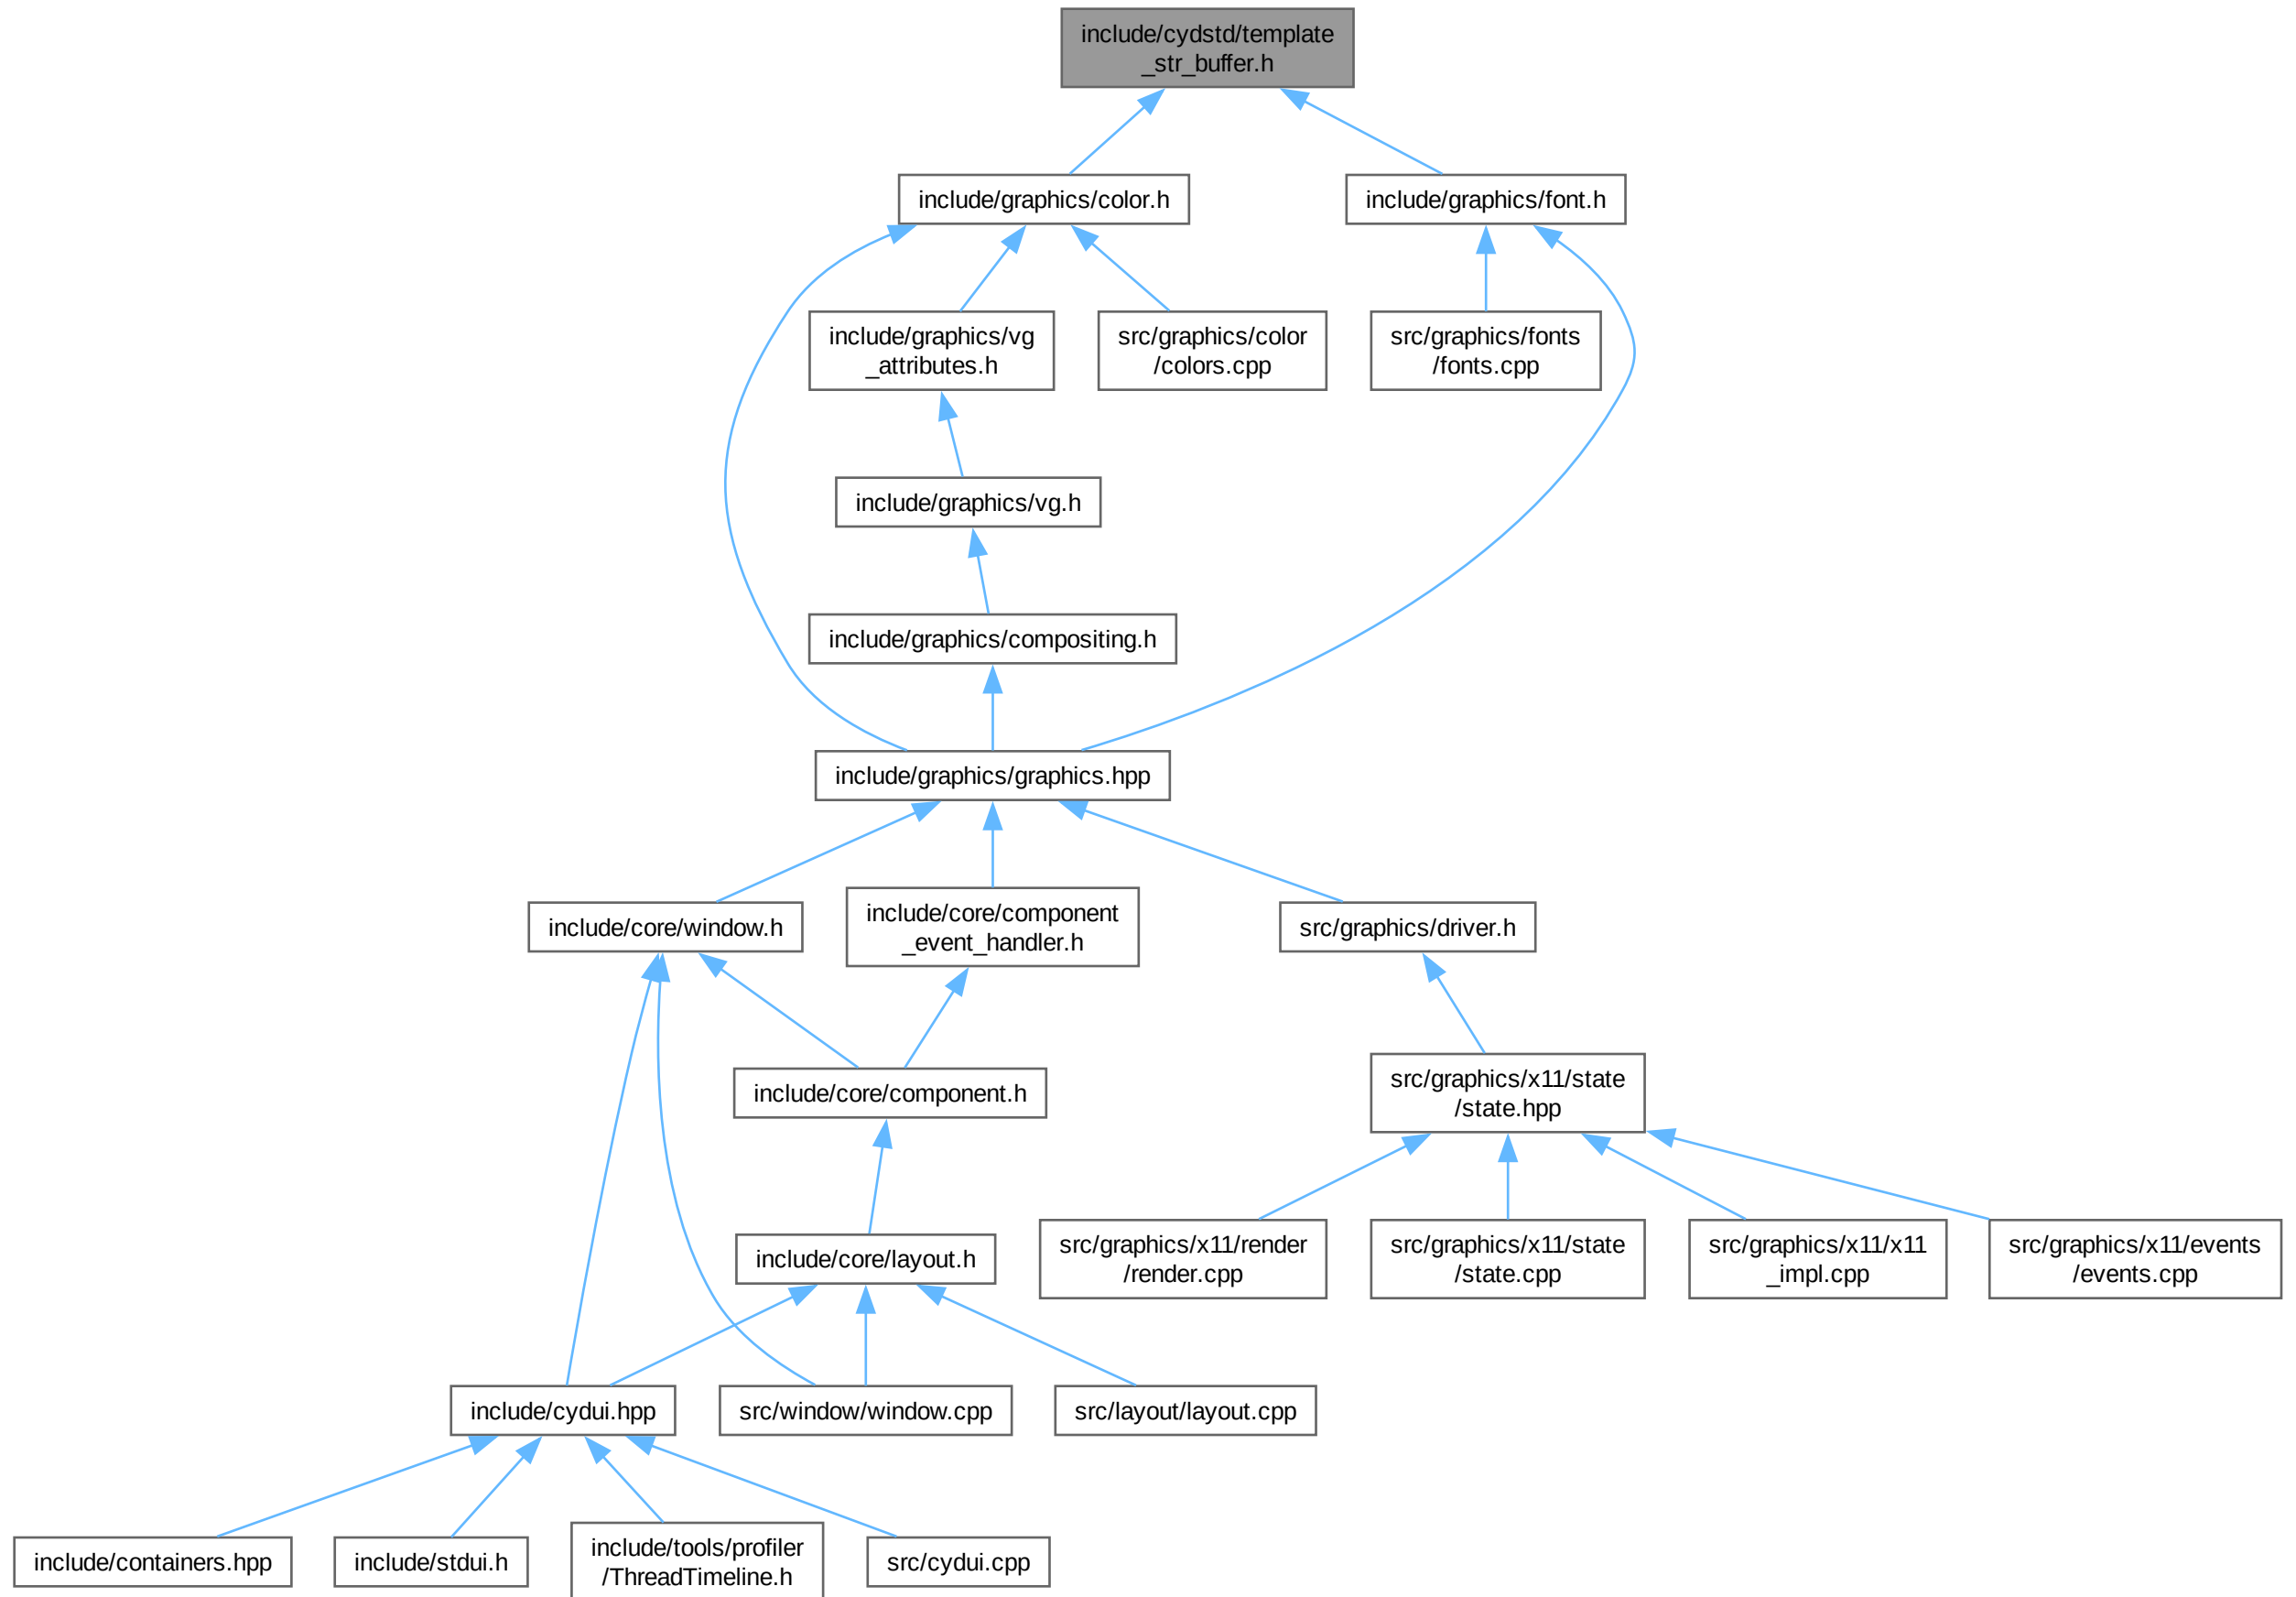 include/cydstd/template
_str_buffer.h
include/graphics/color.h
include/graphics/font.h
include/graphics/vg
_attributes.h
src/graphics/color
/colors.cpp
src/graphics/fonts
/fonts.cpp
include/graphics/vg.h
include/graphics/compositing.h
include/graphics/graphics.hpp
include/core/window.h
include/core/component
_event_handler.h
src/graphics/driver.h
include/core/component.h
src/graphics/x11/state
/state.hpp
include/core/layout.h
src/graphics/x11/render
/render.cpp
src/graphics/x11/state
/state.cpp
src/graphics/x11/x11
_impl.cpp
src/graphics/x11/events
/events.cpp
include/cydui.hpp
src/window/window.cpp
src/layout/layout.cpp
include/containers.hpp
include/stdui.h
include/tools/profiler
/ThreadTimeline.h
src/cydui.cpp